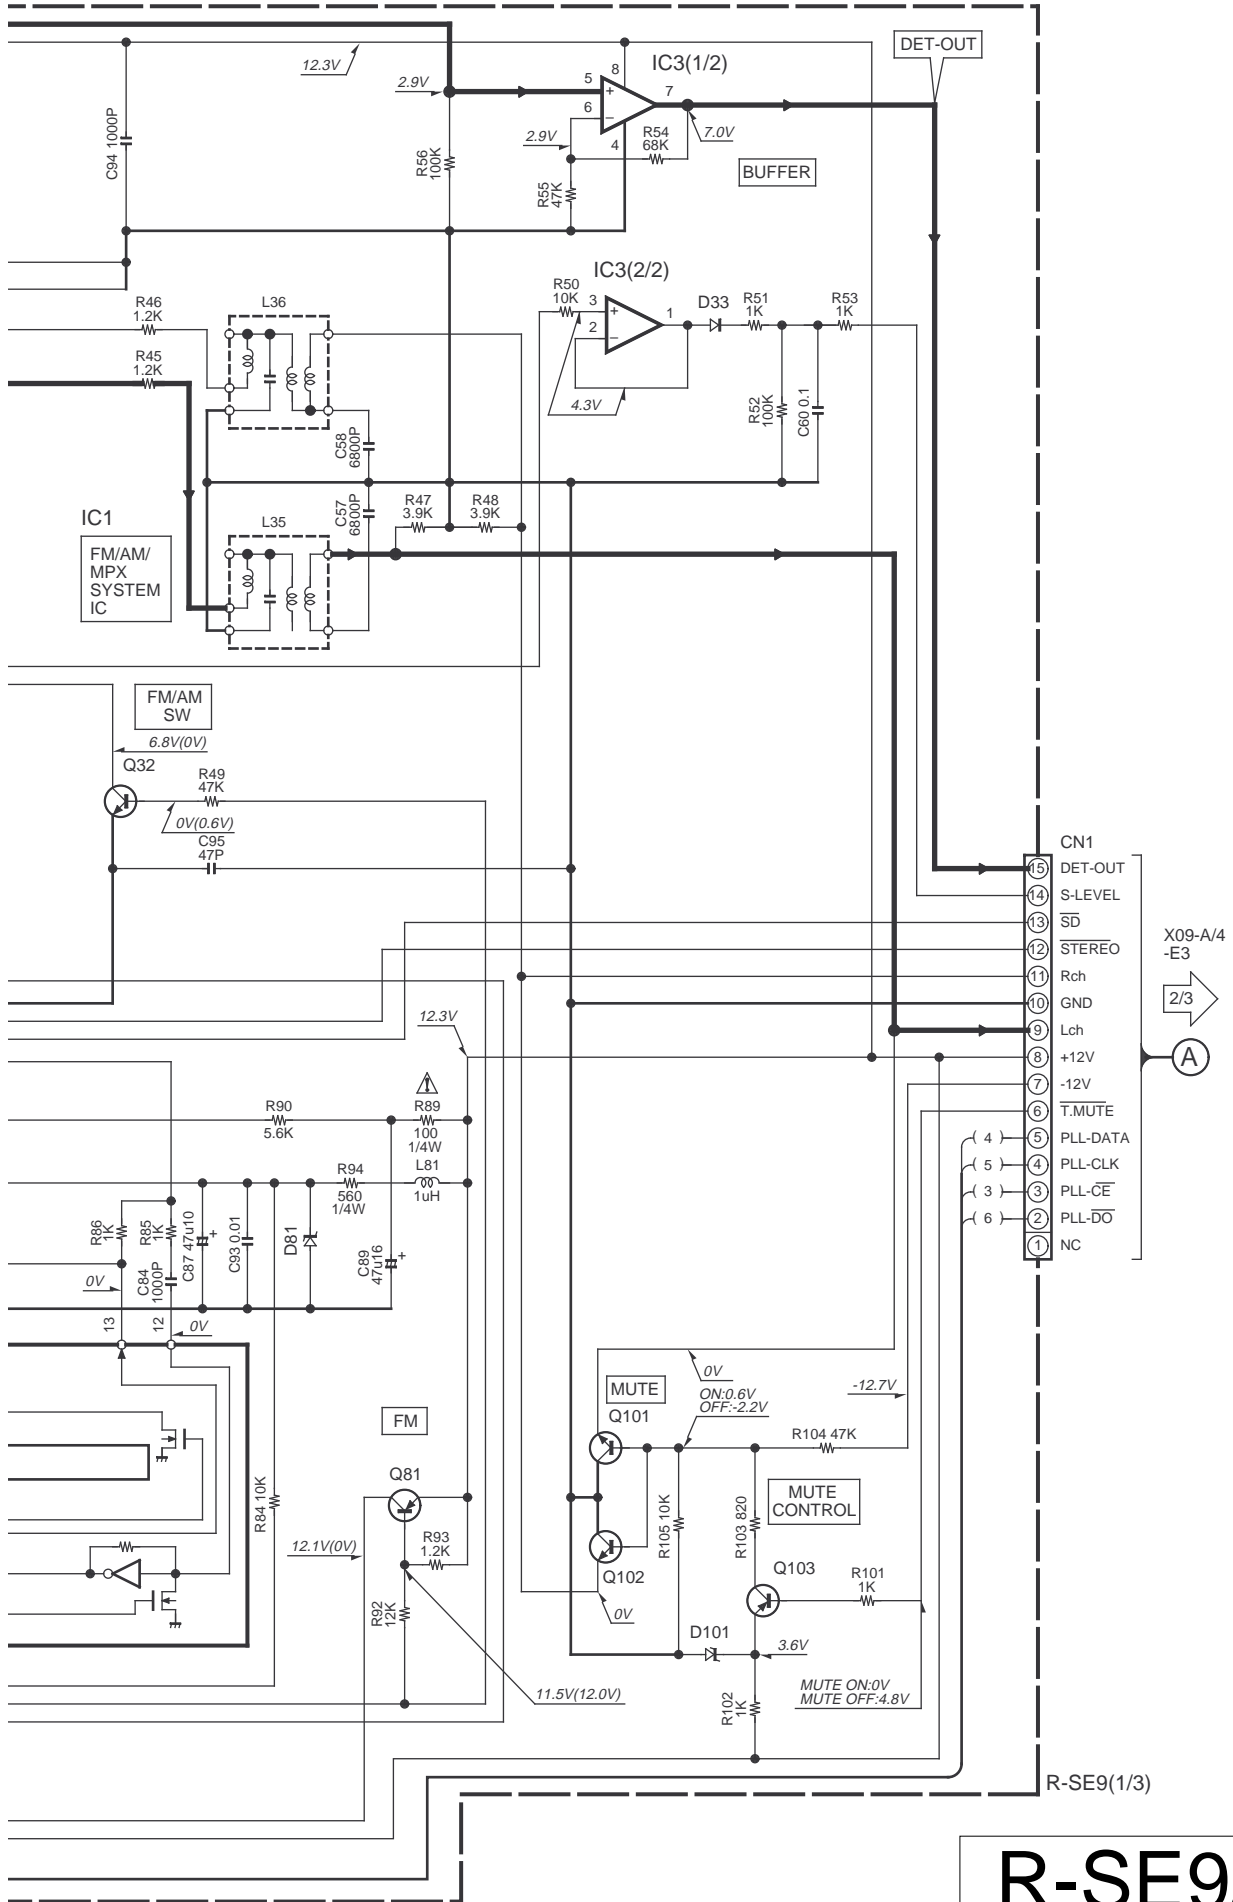 12.3V
2.9V
IC3(1/2)
DET-OUT
8
5
6
7
4
C94 1000P
R56
100K
2.9V
R54
68K
7.0V
BUFFER
R55
47K
IC3(2/2)
R46
1.2K
L36
R50
10K
3
2
1
D33
R51
1K
R53
1K
R45
1.2K
4.3V
R52
100K
C60 0.1
C58
6800P
IC1
FM/AM/
MPX
SYSTEM
IC
L35
C57
6800P
R47
3.9K
R48
3.9K
FM/AM
SW
6.8V(0V)
Q32
R49
47K
0V(0.6V)
C95
47P
CN1
15 DET-OUT
14 S-LEVEL
13 SD
12 STEREO
11 Rch
10 GND
9 Lch
8 +12V
7 -12V
6 T.MUTE
( 4 ) 5 PLL-DATA
( 5 ) 4 PLL-CLK
( 3 ) 3 PLL-CE
( 6 ) 2 PLL-DO
1 NC
X09-A/4
-E3
2/3
A
12.3V
R90
5.6K
R89
100
1/4W
R94
560
1/4W
L81
1uH
R86
1K
R85
1K
C84
1000P
C87 47u10
+
C93 0.01
D81
C89
47u16
+
0V
13
12
0V
FM
MUTE
0V
ON:0.6V
OFF:-2.2V
-12.7V
Q101
R104 47K
R84 10K
Q81
R105 10K
R103 820
MUTE
CONTROL
12.1V(0V)
R93
1.2K
Q102
Q103
R101
1K
R92
12K
0V
D101
3.6V
11.5V(12.0V)
R102
1K
MUTE ON:0V
MUTE OFF:4.8V
R-SE9(1/3)
R-SE9